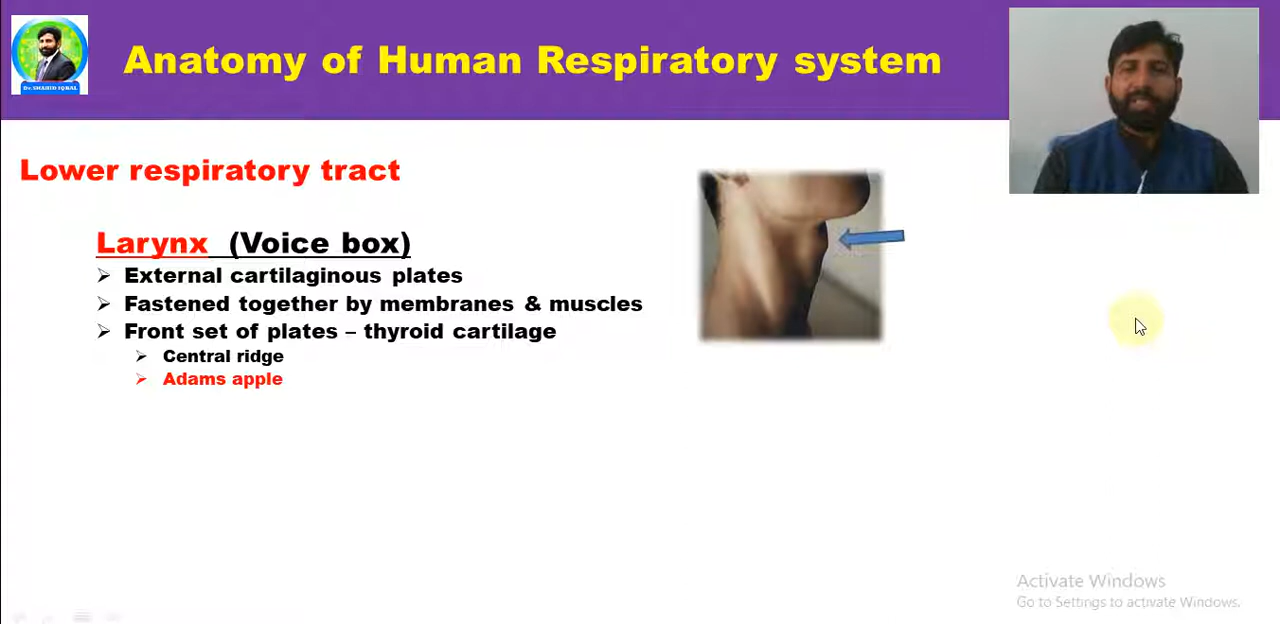 Anatomy of Human Respiratory system
Dr. SHAHID IQBAL
Lower respiratory tract
Larynx (Voice box)
External cartilaginous plates
Fastened together by membranes & muscles
Front set of plates – thyroid cartilage
Central ridge
Adams apple
Activate Windows
Go to Settings to activate Windows.